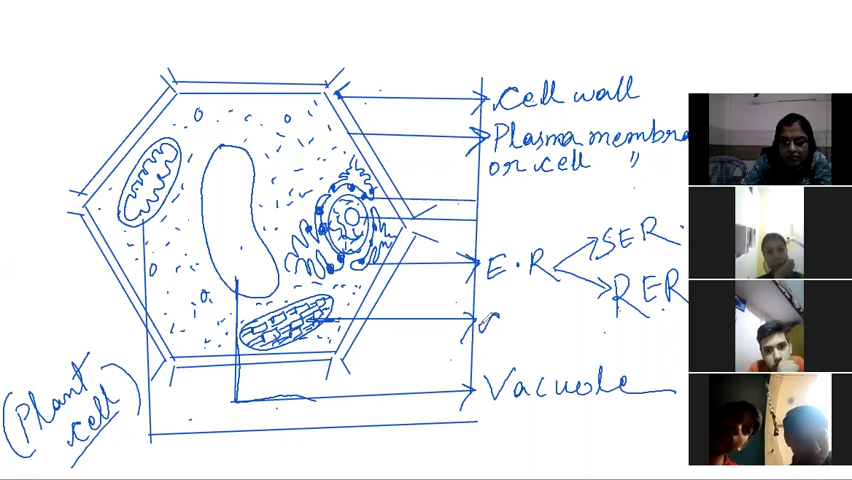 Cell wall
Plasma membra
or cell "
E.R
SER.
RER
Vacuole
(Plant
cell)